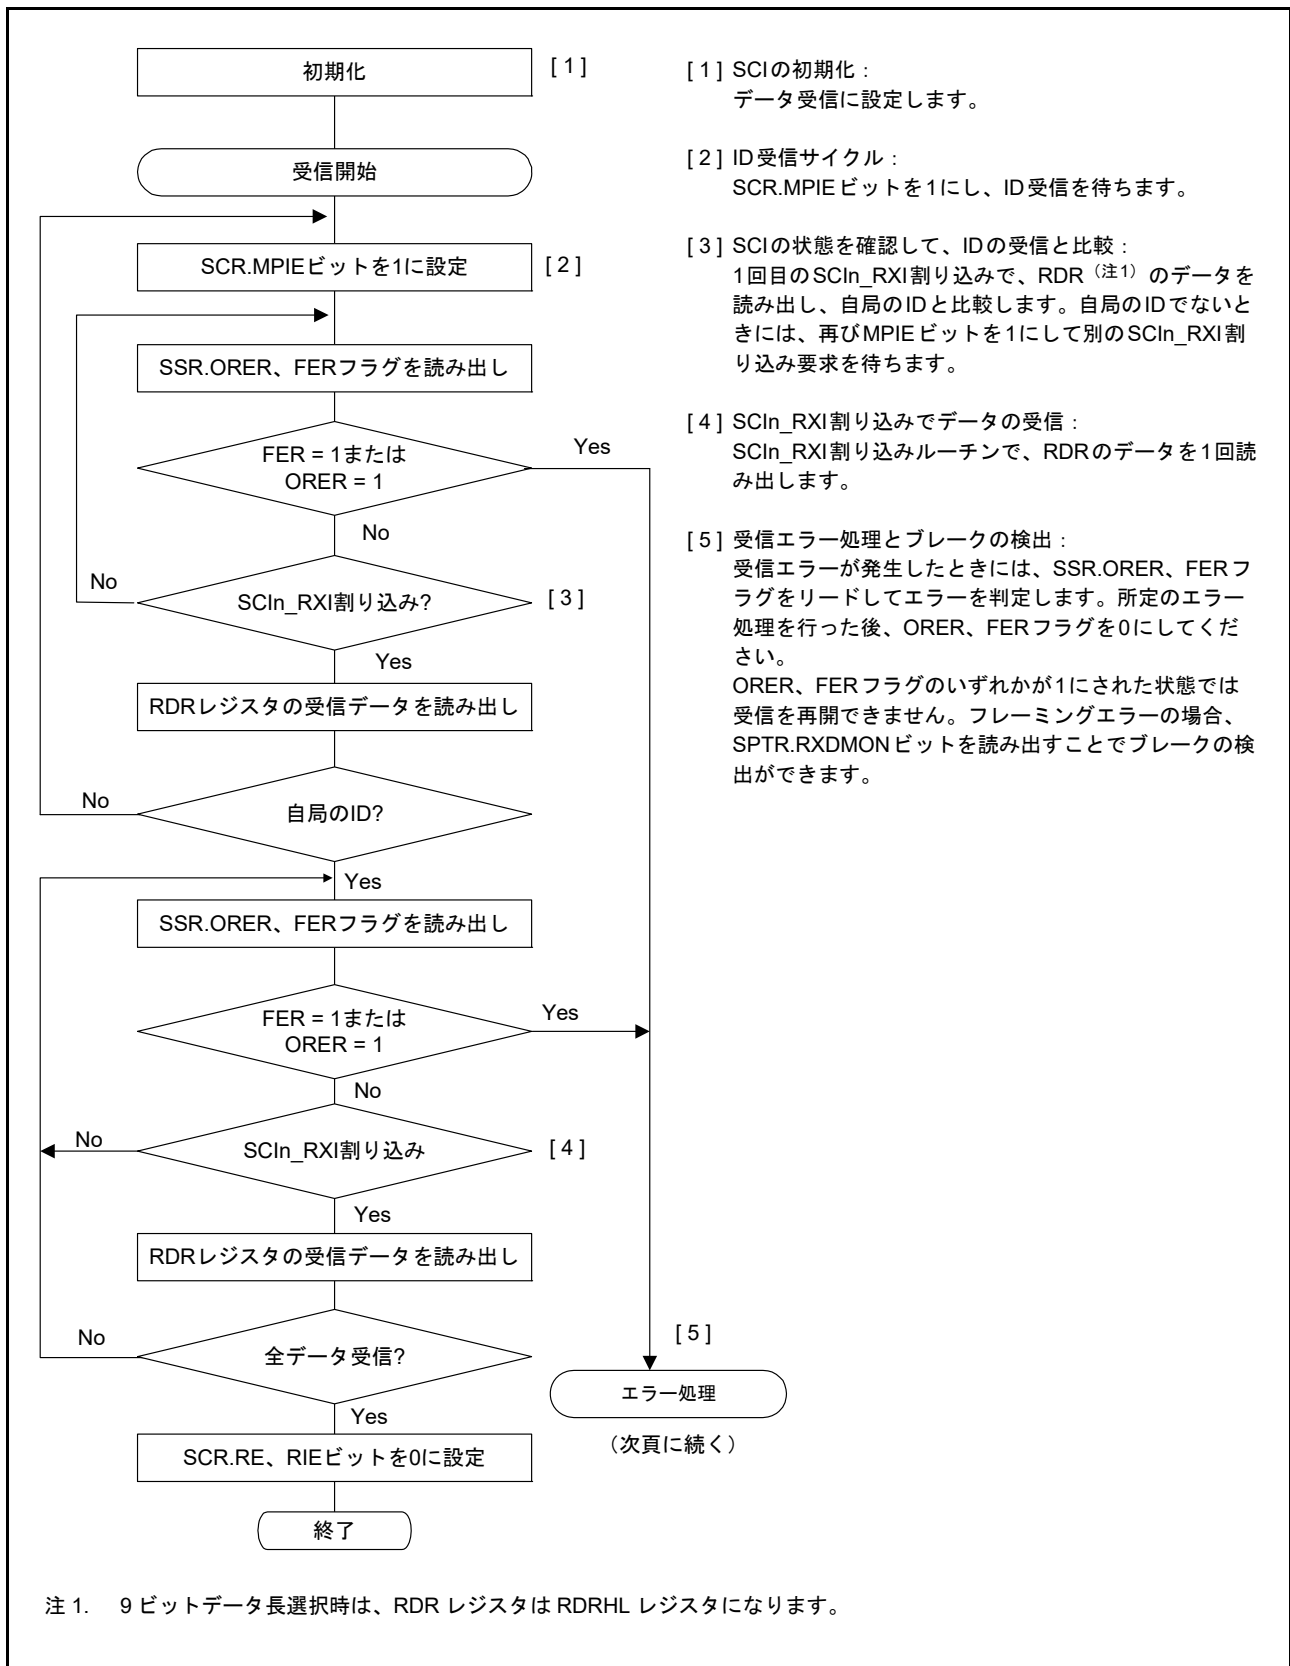 初期化
[ 1 ]
受信開始
SCR.MPIEビットを1に設定
[ 2 ]
SSR.ORER、FERフラグを読み出し
FER = 1または
ORER = 1
Yes
No
SCIn_RXI割り込み?
[ 3 ]
No
Yes
RDRレジスタの受信データを読み出し
自局のID?
No
Yes
SSR.ORER、FERフラグを読み出し
FER = 1または
ORER = 1
Yes
No
SCIn_RXI割り込み
[ 4 ]
No
Yes
RDRレジスタの受信データを読み出し
全データ受信?
No
Yes
SCR.RE、RIEビットを0に設定
終了
[ 5 ]
エラー処理
（次頁に続く）
[ 1 ] SCIの初期化：
データ受信に設定します。
[ 2 ] ID受信サイクル：
SCR.MPIEビットを1にし、ID受信を待ちます。
[ 3 ] SCIの状態を確認して、IDの受信と比較：
1回目のSCIn_RXI割り込みで、RDR（注1）のデータを
読み出し、自局のIDと比較します。自局のIDでないと
きには、再びMPIEビットを1にして別のSCIn_RXI割
り込み要求を待ちます。
[ 4 ] SCIn_RXI割り込みでデータの受信：
SCIn_RXI割り込みルーチンで、RDRのデータを1回読
み出します。
[ 5 ] 受信エラー処理とブレークの検出：
受信エラーが発生したときには、SSR.ORER、FERフ
ラグをリードしてエラーを判定します。所定のエラー
処理を行った後、ORER、FERフラグを0にしてくだ
さい。
ORER、FERフラグのいずれかが1にされた状態では
受信を再開できません。フレーミングエラーの場合、
SPTR.RXDMONビットを読み出すことでブレークの検
出ができます。
注 1. 9 ビットデータ長選択時は、RDR レジスタは RDRHL レジスタになります。